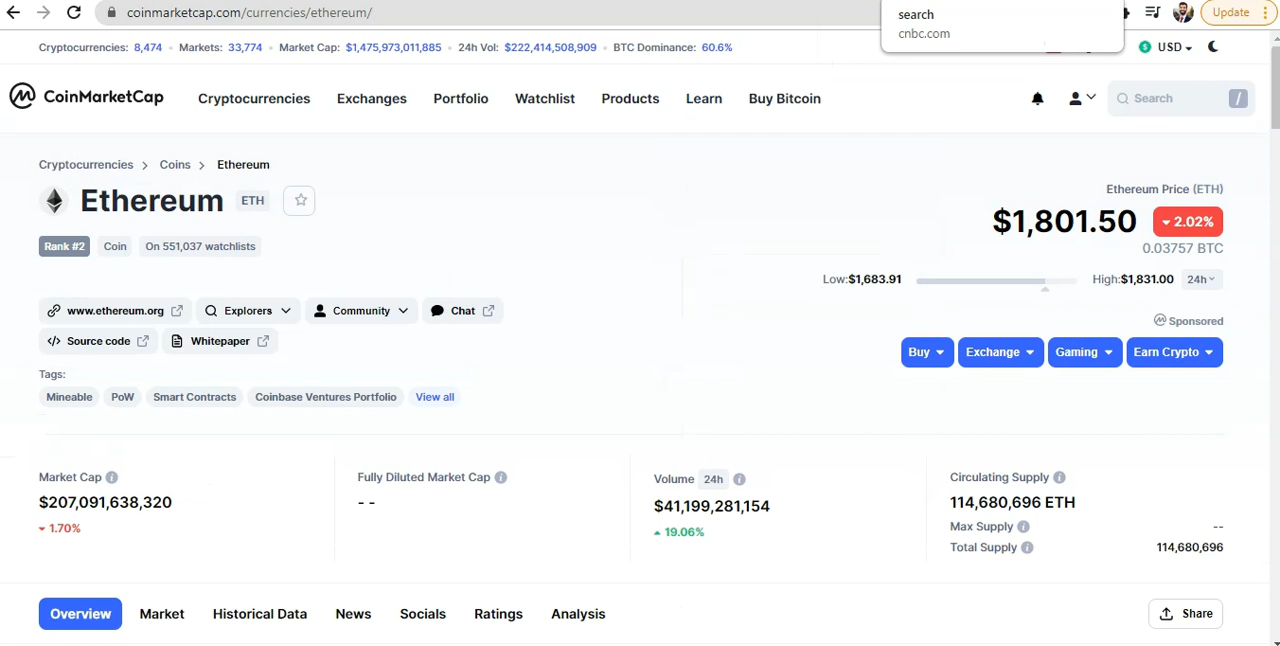 coinmarketcap.com/currencies/ethereum/
search
cnbc.com
Update
Cryptocurrencies: 8,474 • Markets: 33,774 • Market Cap: $1,475,973,011,885 • 24h Vol: $222,414,508,909 • BTC Dominance: 60.6%
USD
CoinMarketCap
Cryptocurrencies Exchanges Portfolio Watchlist Products Learn Buy Bitcoin
Search /
Cryptocurrencies > Coins > Ethereum
Ethereum ETH
Rank #2 Coin On 551,037 watchlists
Ethereum Price (ETH)
$1,801.50 2.02%
0.03757 BTC
Low:$1,683.91 High:$1,831.00 24h
www.ethereum.org Explorers Community Chat
Source code Whitepaper
Sponsored
Buy Exchange Gaming Earn Crypto
Tags:
Mineable PoW Smart Contracts Coinbase Ventures Portfolio View all
Market Cap
$207,091,638,320
1.70%
Fully Diluted Market Cap
- -
Volume 24h
$41,199,281,154
19.06%
Circulating Supply
114,680,696 ETH
Max Supply --
Total Supply 114,680,696
Overview Market Historical Data News Socials Ratings Analysis Share